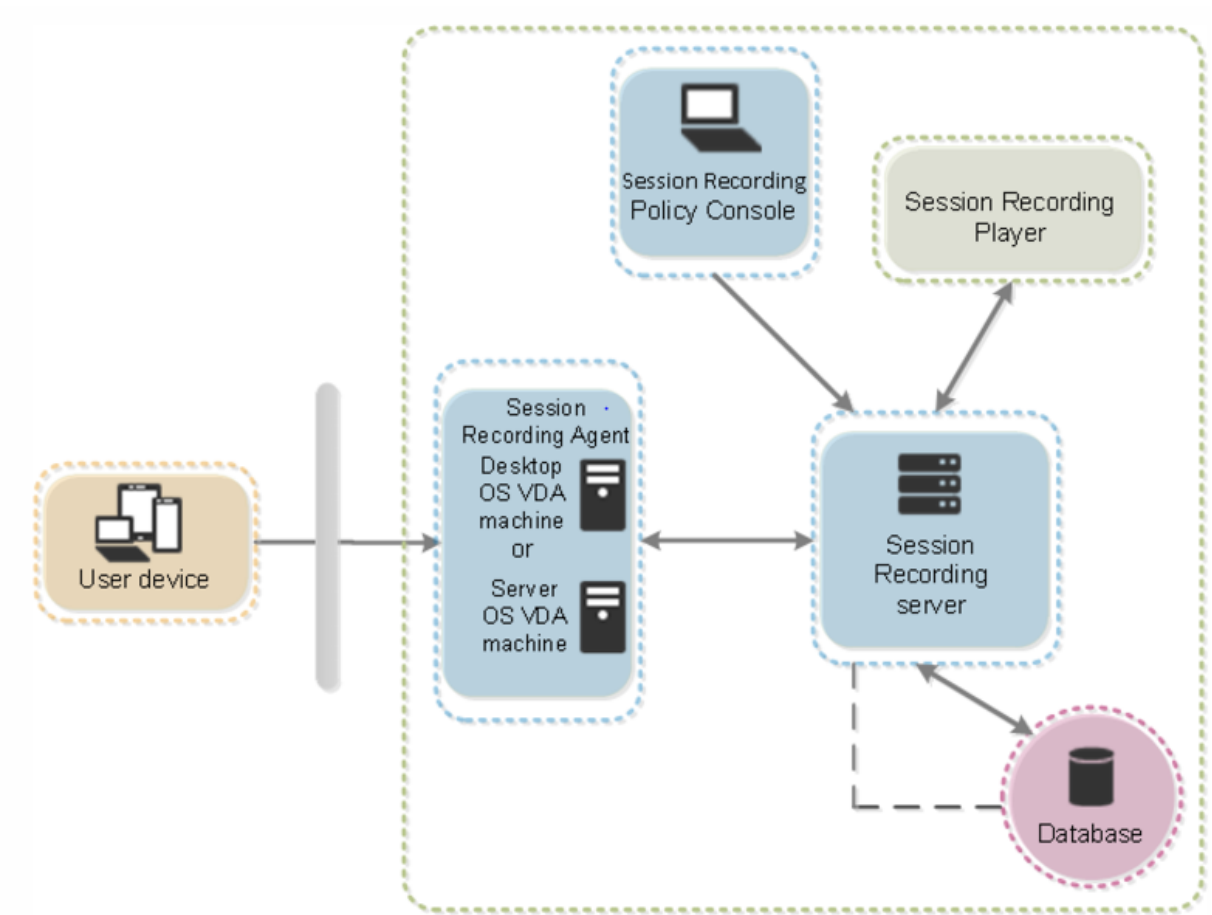 Session Recording
Policy Console
Session Recording
Player
Session
Recording Agent
Desktop
OS VDA
machine
or
Server
OS VDA
machine
User device
Session
Recording
server
Database